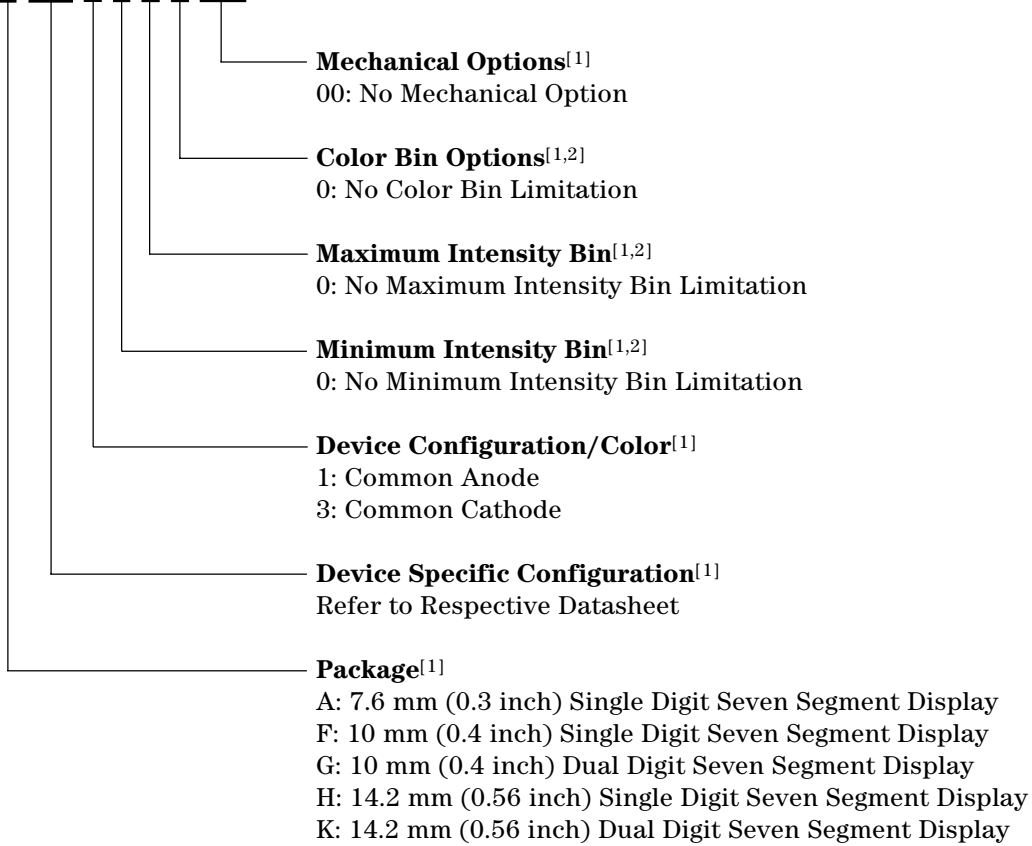 Mechanical Options[1]
00: No Mechanical Option
Color Bin Options[1,2]
0: No Color Bin Limitation
Maximum Intensity Bin[1,2]
0: No Maximum Intensity Bin Limitation
Minimum Intensity Bin[1,2]
0: No Minimum Intensity Bin Limitation
Device Configuration/Color[1]
1: Common Anode
3: Common Cathode
Device Specific Configuration[1]
Refer to Respective Datasheet
Package[1]
A: 7.6 mm (0.3 inch) Single Digit Seven Segment Display
F: 10 mm (0.4 inch) Single Digit Seven Segment Display
G: 10 mm (0.4 inch) Dual Digit Seven Segment Display
H: 14.2 mm (0.56 inch) Single Digit Seven Segment Display
K: 14.2 mm (0.56 inch) Dual Digit Seven Segment Display